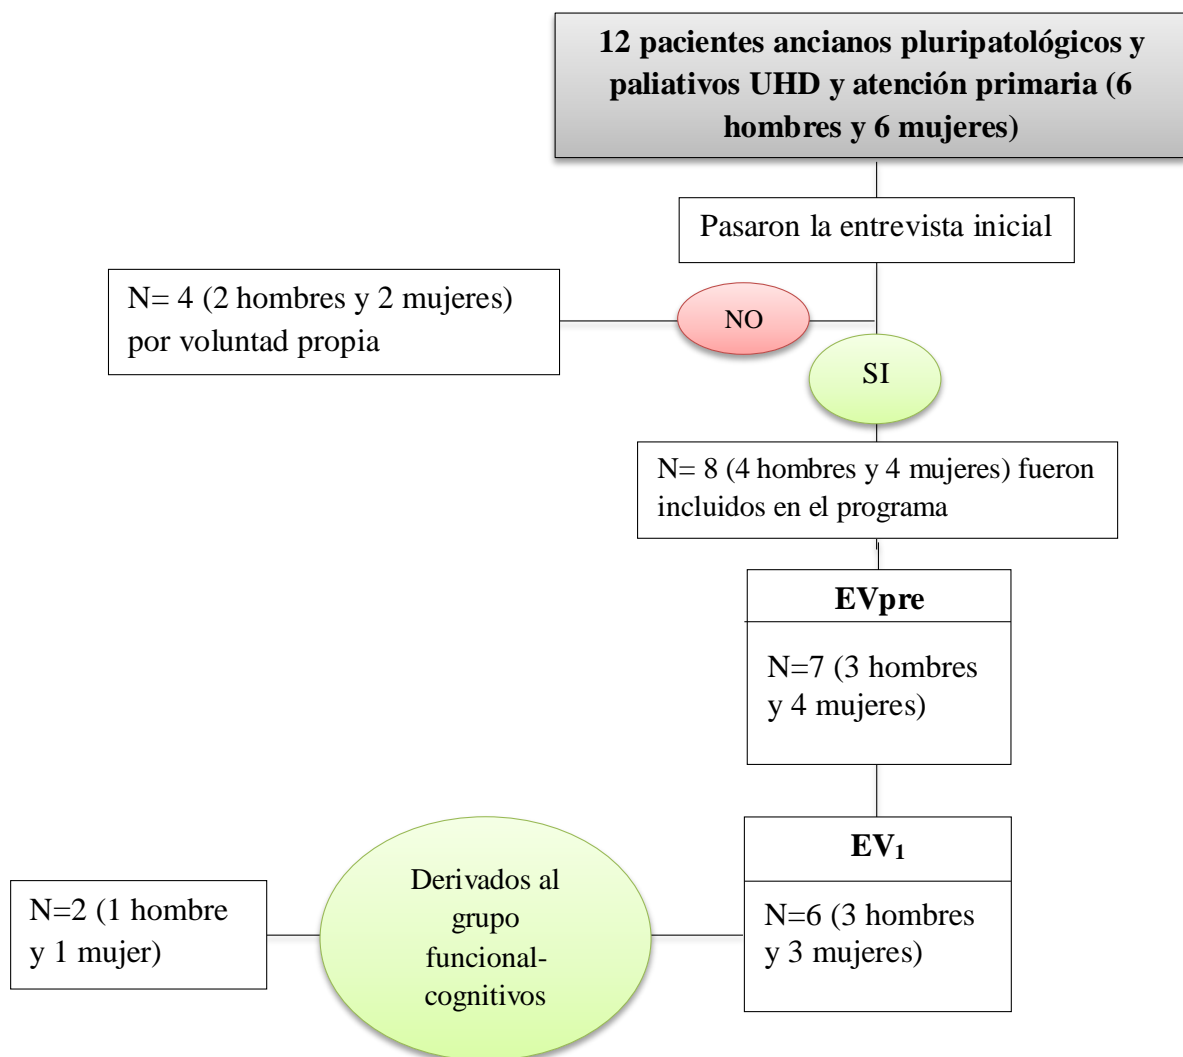 12 pacientes ancianos pluripatológicos y
paliativos UHD y atención primaria (6
hombres y 6 mujeres)
Pasaron la entrevista inicial
N= 4 (2 hombres y 2 mujeres)
por voluntad propia
NO
SI
N= 8 (4 hombres y 4 mujeres) fueron
incluidos en el programa
EVpre
N=7 (3 hombres
y 4 mujeres)
EV₁
N=6 (3 hombres
y 3 mujeres)
Derivados al
grupo
funcional-
cognitivos
N=2 (1 hombre
y 1 mujer)